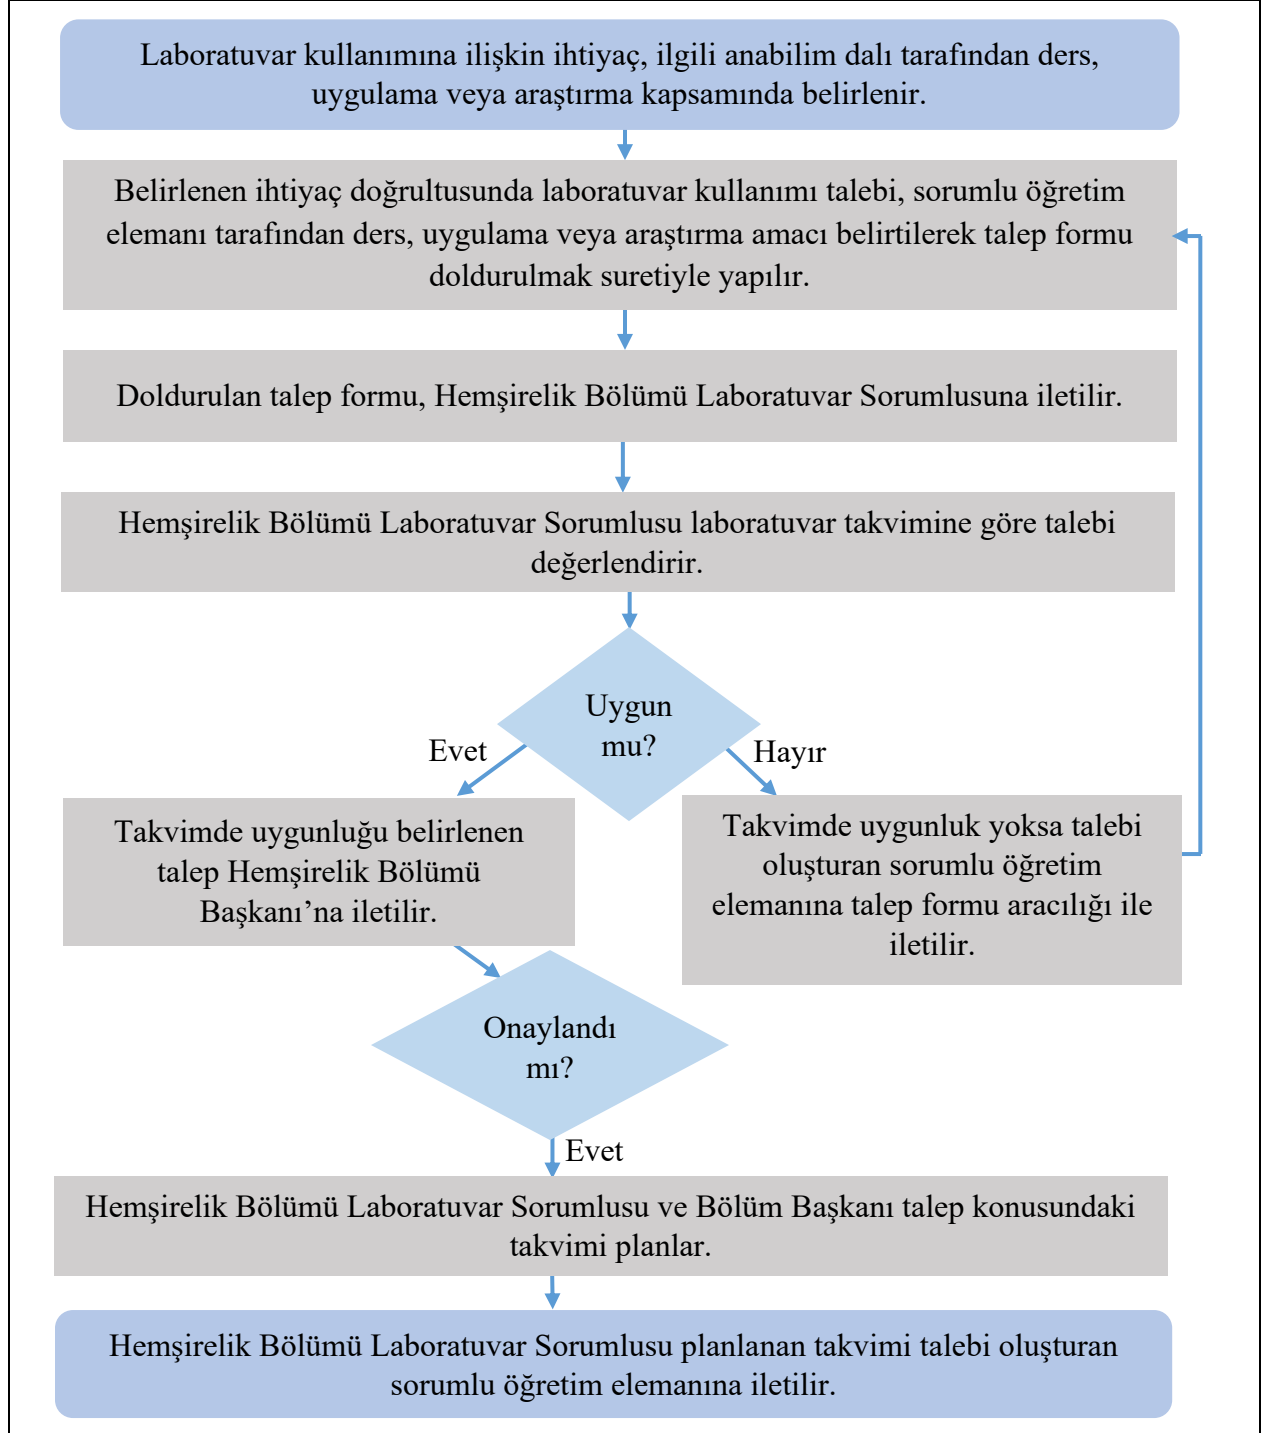 Laboratuvar kullanımına ilişkin ihtiyaç, ilgili anabilim dalı tarafından ders,
uygulama veya araştırma kapsamında belirlenir.
Belirlenen ihtiyaç doğrultusunda laboratuvar kullanımı talebi, sorumlu öğretim
elemanı tarafından ders, uygulama veya araştırma amacı belirtilerek talep formu
doldurulmak suretiyle yapılır.
Doldurulan talep formu, Hemşirelik Bölümü Laboratuvar Sorumlusuna iletilir.
Hemşirelik Bölümü Laboratuvar Sorumlusu laboratuvar takvimine göre talebi
değerlendirir.
Uygun
mu?
Evet
Hayır
Takvimde uygunluğu belirlenen
talep Hemşirelik Bölümü
Başkanı’na iletilir.
Takvimde uygunluk yoksa talebi
oluşturan sorumlu öğretim
elemanına talep formu aracılığı ile
iletilir.
Onaylandı
mı?
Evet
Hemşirelik Bölümü Laboratuvar Sorumlusu ve Bölüm Başkanı talep konusundaki
takvimi planlar.
Hemşirelik Bölümü Laboratuvar Sorumlusu planlanan takvimi talebi oluşturan
sorumlu öğretim elemanına iletilir.